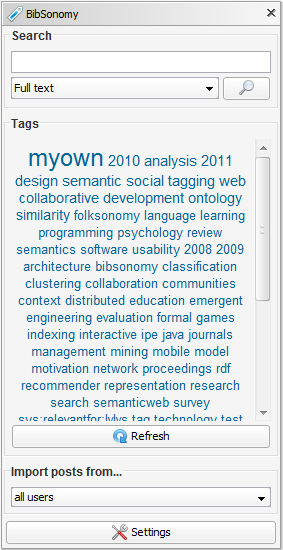 BibSonomy
Search
Full text
Tags
myown 2010 analysis 2011
design semantic social tagging web
collaborative development ontology
similarity folksonomy language learning
programming psychology review
semantics software usability 2008 2009
architecture bibsonomy classification
clustering collaboration communities
context distributed education emergent
engineering evaluation formal games
indexing interactive ipe java journals
management mining mobile model
motivation network proceedings rdf
recommender representation research
search semanticweb survey
tag technology test
Refresh
Import posts from...
all users
Settings